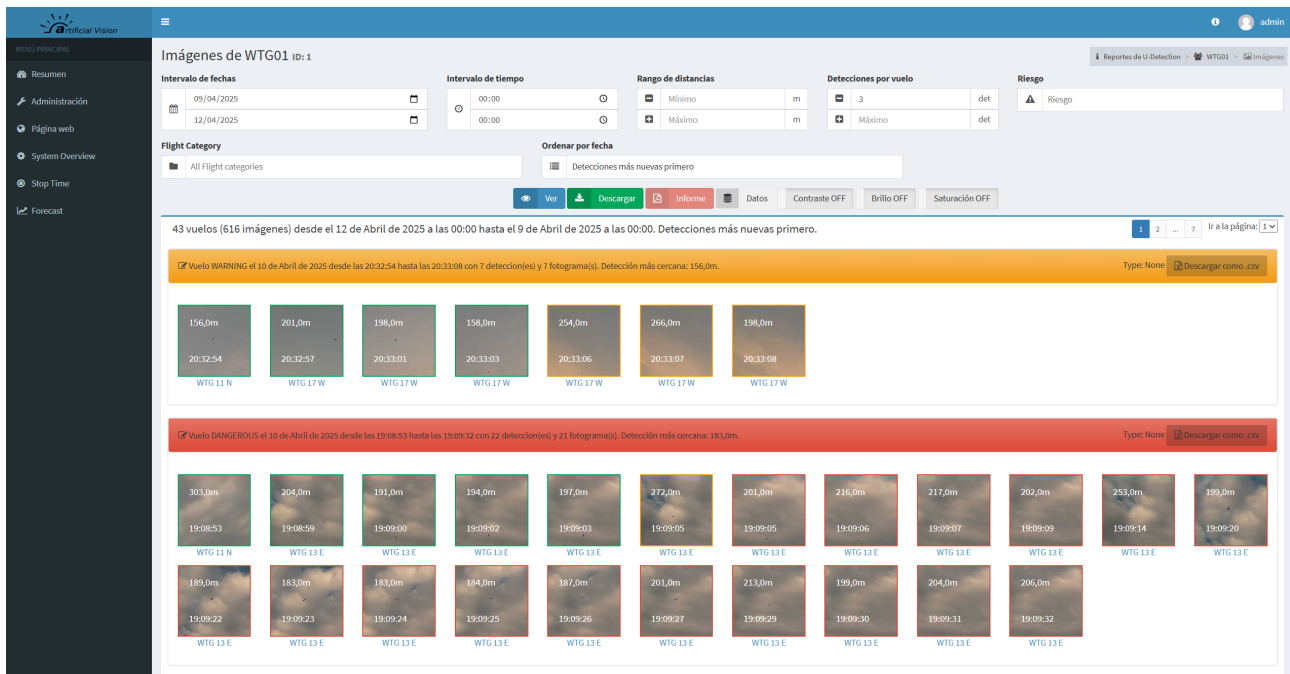 artificial Vision
admin
MENÚ PRINCIPAL
Resumen
Administración
Página web
System Overview
Stop Time
Forecast
Imágenes de WTG01 ID: 1
Reportes de U-Detection > WTG01 > Imágenes
Intervalo de fechas
09/04/2025
12/04/2025
Intervalo de tiempo
00:00
00:00
Rango de distancias
Mínimo m
Máximo m
Detecciones por vuelo
3 det
Máximo det
Riesgo
Riesgo
Flight Category
All Flight categories
Ordenar por fecha
Detecciones más nuevas primero
Ver Descargar Informe Datos Contraste OFF Brillo OFF Saturación OFF
43 vuelos (616 imágenes) desde el 12 de Abril de 2025 a las 00:00 hasta el 9 de Abril de 2025 a las 00:00. Detecciones más nuevas primero.
1 2 ... 7 Ir a la página: 1
Vuelo WARNING el 10 de Abril de 2025 desde las 20:32:54 hasta las 20:33:08 con 7 deteccion(es) y 7 fotograma(s). Detección más cercana: 156,0m.
Type: None Descargar como .csv
156,0m 201,0m 198,0m 158,0m 254,0m 266,0m 198,0m
20:32:54 20:32:57 20:33:01 20:33:03 20:33:06 20:33:07 20:33:08
WTG 11 N WTG 17 W WTG 17 W WTG 17 W WTG 17 W WTG 17 W WTG 17 W
Vuelo DANGEROUS el 10 de Abril de 2025 desde las 19:08:53 hasta las 19:09:32 con 22 deteccion(es) y 21 fotograma(s). Detección más cercana: 183,0m.
Type: None Descargar como .csv
303,0m 204,0m 191,0m 194,0m 197,0m 272,0m 201,0m 216,0m 217,0m 202,0m 253,0m 199,0m
19:08:53 19:08:59 19:09:00 19:09:02 19:09:03 19:09:05 19:09:05 19:09:06 19:09:07 19:09:09 19:09:14 19:09:20
WTG 11 N WTG 13 E WTG 13 E WTG 13 E WTG 13 E WTG 13 E WTG 13 E WTG 13 E WTG 13 E WTG 13 E WTG 13 E WTG 13 E
189,0m 183,0m 183,0m 184,0m 187,0m 201,0m 213,0m 199,0m 204,0m 206,0m
19:09:22 19:09:23 19:09:24 19:09:25 19:09:26 19:09:27 19:09:29 19:09:30 19:09:31 19:09:32
WTG 13 E WTG 13 E WTG 13 E WTG 13 E WTG 13 E WTG 13 E WTG 13 E WTG 13 E WTG 13 E WTG 13 E